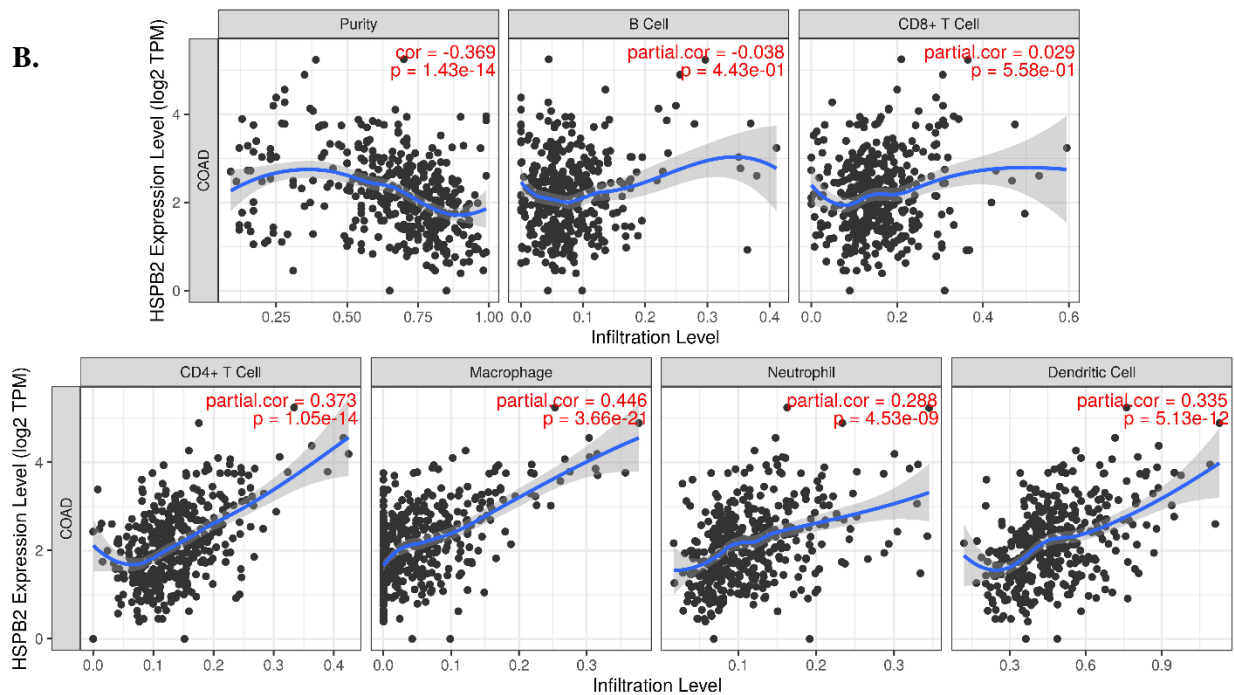 B.
Purity
B Cell
CD8+ T Cell
cor = -0.369
p = 1.43e-14
partial.cor = -0.038
p = 4.43e-01
partial.cor = 0.029
p = 5.58e-01
HSPB2 Expression Level (log2 TPM)
COAD
4
2
0
0.25
0.50
0.75
1.00
0.0
0.1
0.2
0.3
0.4
0.0
0.2
0.4
0.6
Infiltration Level
CD4+ T Cell
Macrophage
Neutrophil
Dendritic Cell
partial.cor = 0.373
p = 1.05e-14
partial.cor = 0.446
p = 3.66e-21
partial.cor = 0.288
p = 4.53e-09
partial.cor = 0.335
p = 5.13e-12
HSPB2 Expression Level (log2 TPM)
COAD
4
2
0
0.0
0.1
0.2
0.3
0.4
0.0
0.1
0.2
0.3
0.1
0.2
0.3
0.3
0.6
0.9
Infiltration Level